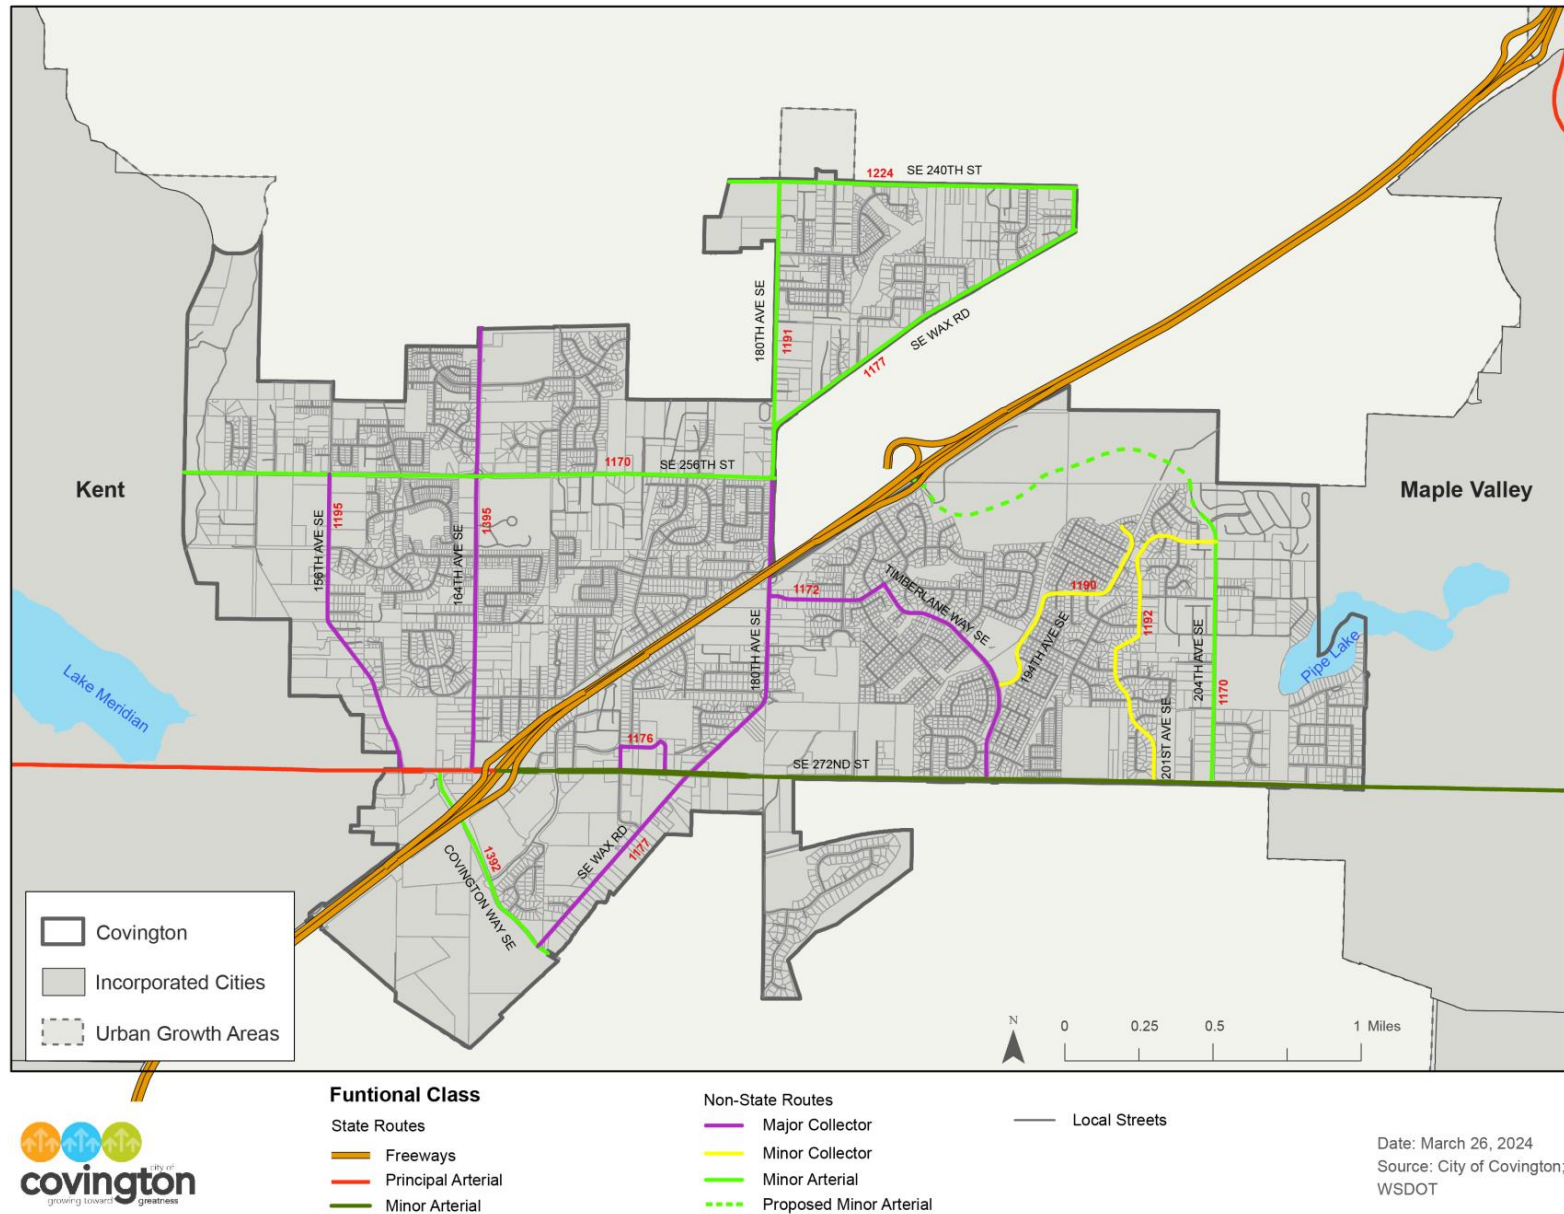 1224
SE 240TH ST
180TH AVE SE
1191
SE WAX RD
1177
1170
SE 256TH ST
Kent
Maple Valley
1195
1395
156TH AVE SE
164TH AVE SE
1172
TIMBERLANE WAY SE
1190
1192
194TH AVE SE
204TH AVE SE
180TH AVE SE
Pipe Lake
Lake Meridian
1170
201ST AVE SE
1176
SE 272ND ST
SE WAX RD
1177
1392
COVINGTON WAY SE
Covington
Incorporated Cities
Urban Growth Areas
N
0 0.25 0.5 1 Miles
Funtional Class
State Routes
Freeways
Principal Arterial
Minor Arterial
Non-State Routes
Major Collector
Minor Collector
Minor Arterial
Proposed Minor Arterial
Local Streets
city of
covington
growing toward greatness
Date: March 26, 2024
Source: City of Covington;
WSDOT